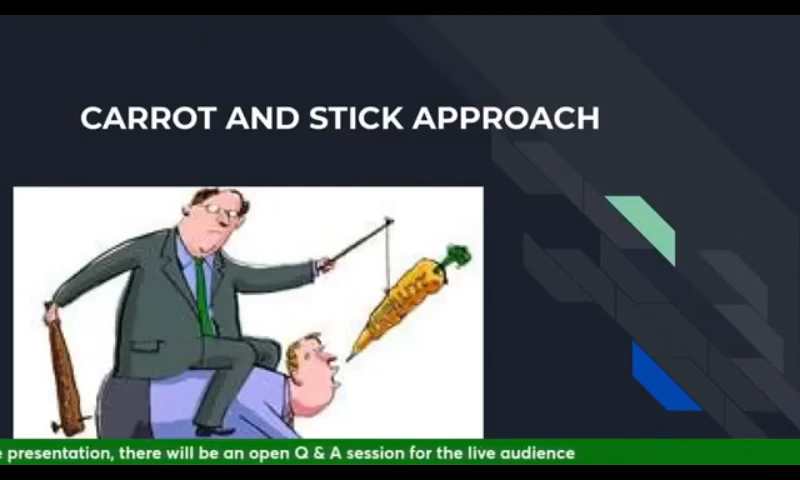 CARROT AND STICK APPROACH
presentation, there will be an open Q & A session for the live audience